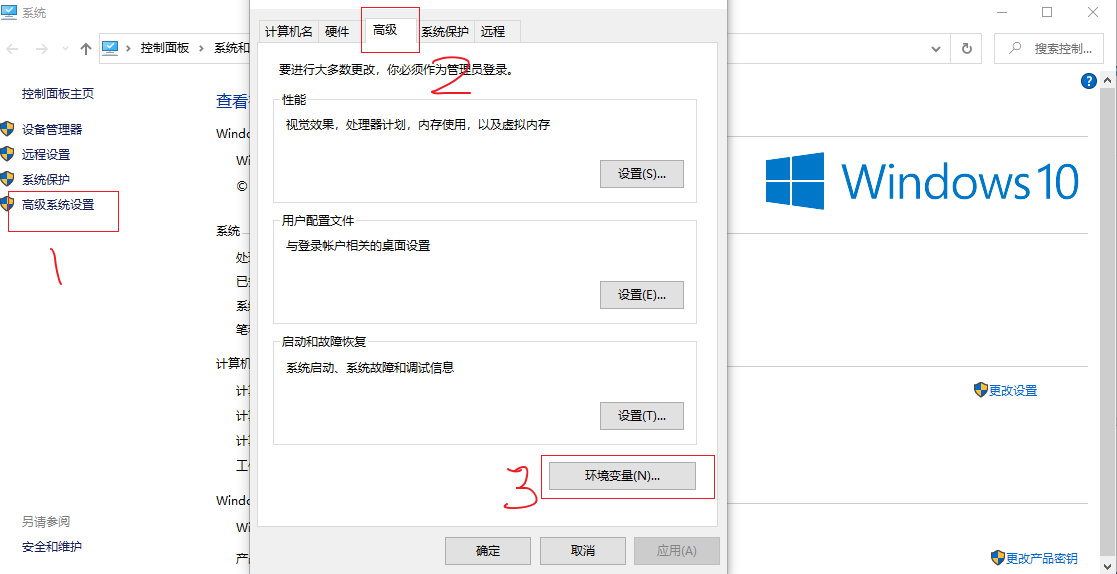 系统
控制面板
系统和
搜索控制...
控制面板主页
设备管理器
远程设置
系统保护
高级系统设置
1
另请参阅
安全和维护
查看
Windo
Wi
©
系统
处
已
系
笔
计算机
计
计
计
工作
Windo
Wi
产
计算机名
硬件
高级
系统保护
远程
2
要进行大多数更改，你必须作为管理员登录。
性能
视觉效果，处理器计划，内存使用，以及虚拟内存
设置(S)...
用户配置文件
与登录帐户相关的桌面设置
设置(E)...
启动和故障恢复
系统启动、系统故障和调试信息
设置(T)...
3
环境变量(N)...
确定
取消
应用(A)
?
Windows 10
更改设置
更改产品密钥